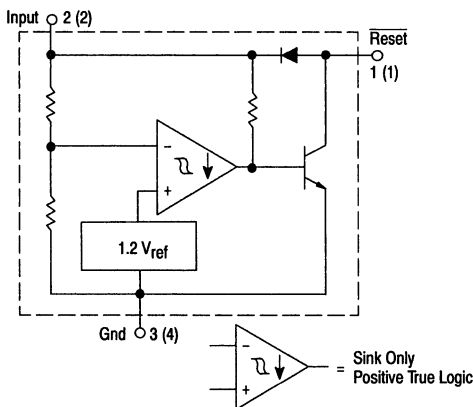 Input 2 (2)
Reset
1 (1)
−
+
1.2 Vref
Gnd 3 (4)
−
+
= Sink Only
Positive True Logic